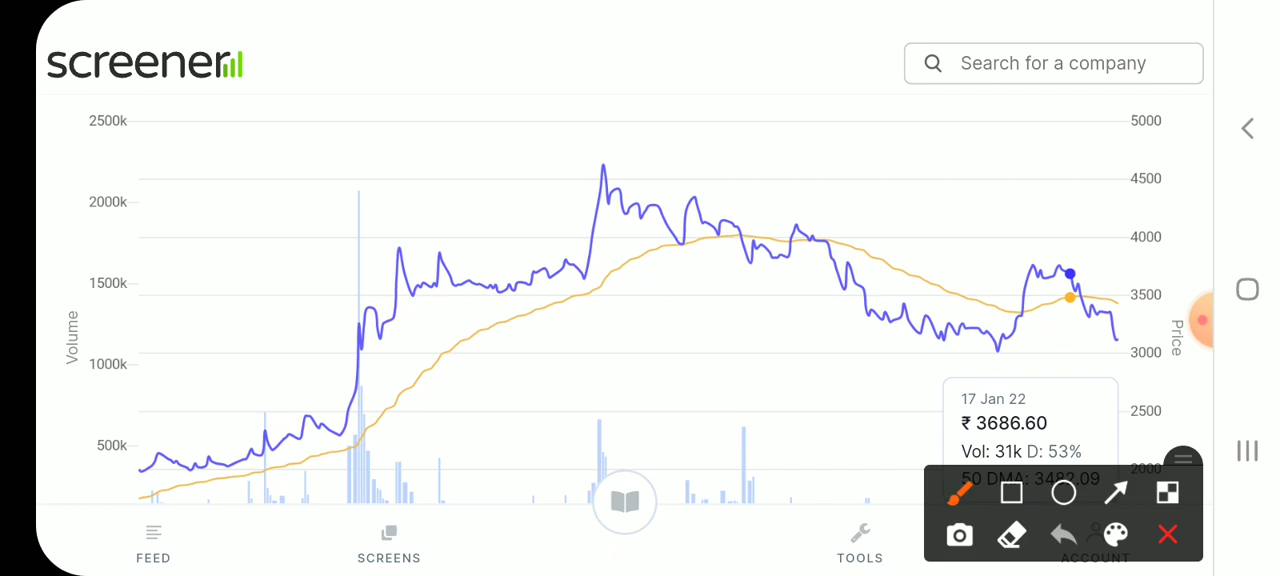 screener
Search for a company
2500k
2000k
1500k
1000k
500k
Volume
5000
4500
4000
3500
3000
2500
2000
Price
17 Jan 22
₹ 3686.60
Vol: 31k D: 53%
50 DMA: 3482.09
FEED
SCREENS
TOOLS
ACCOUNT